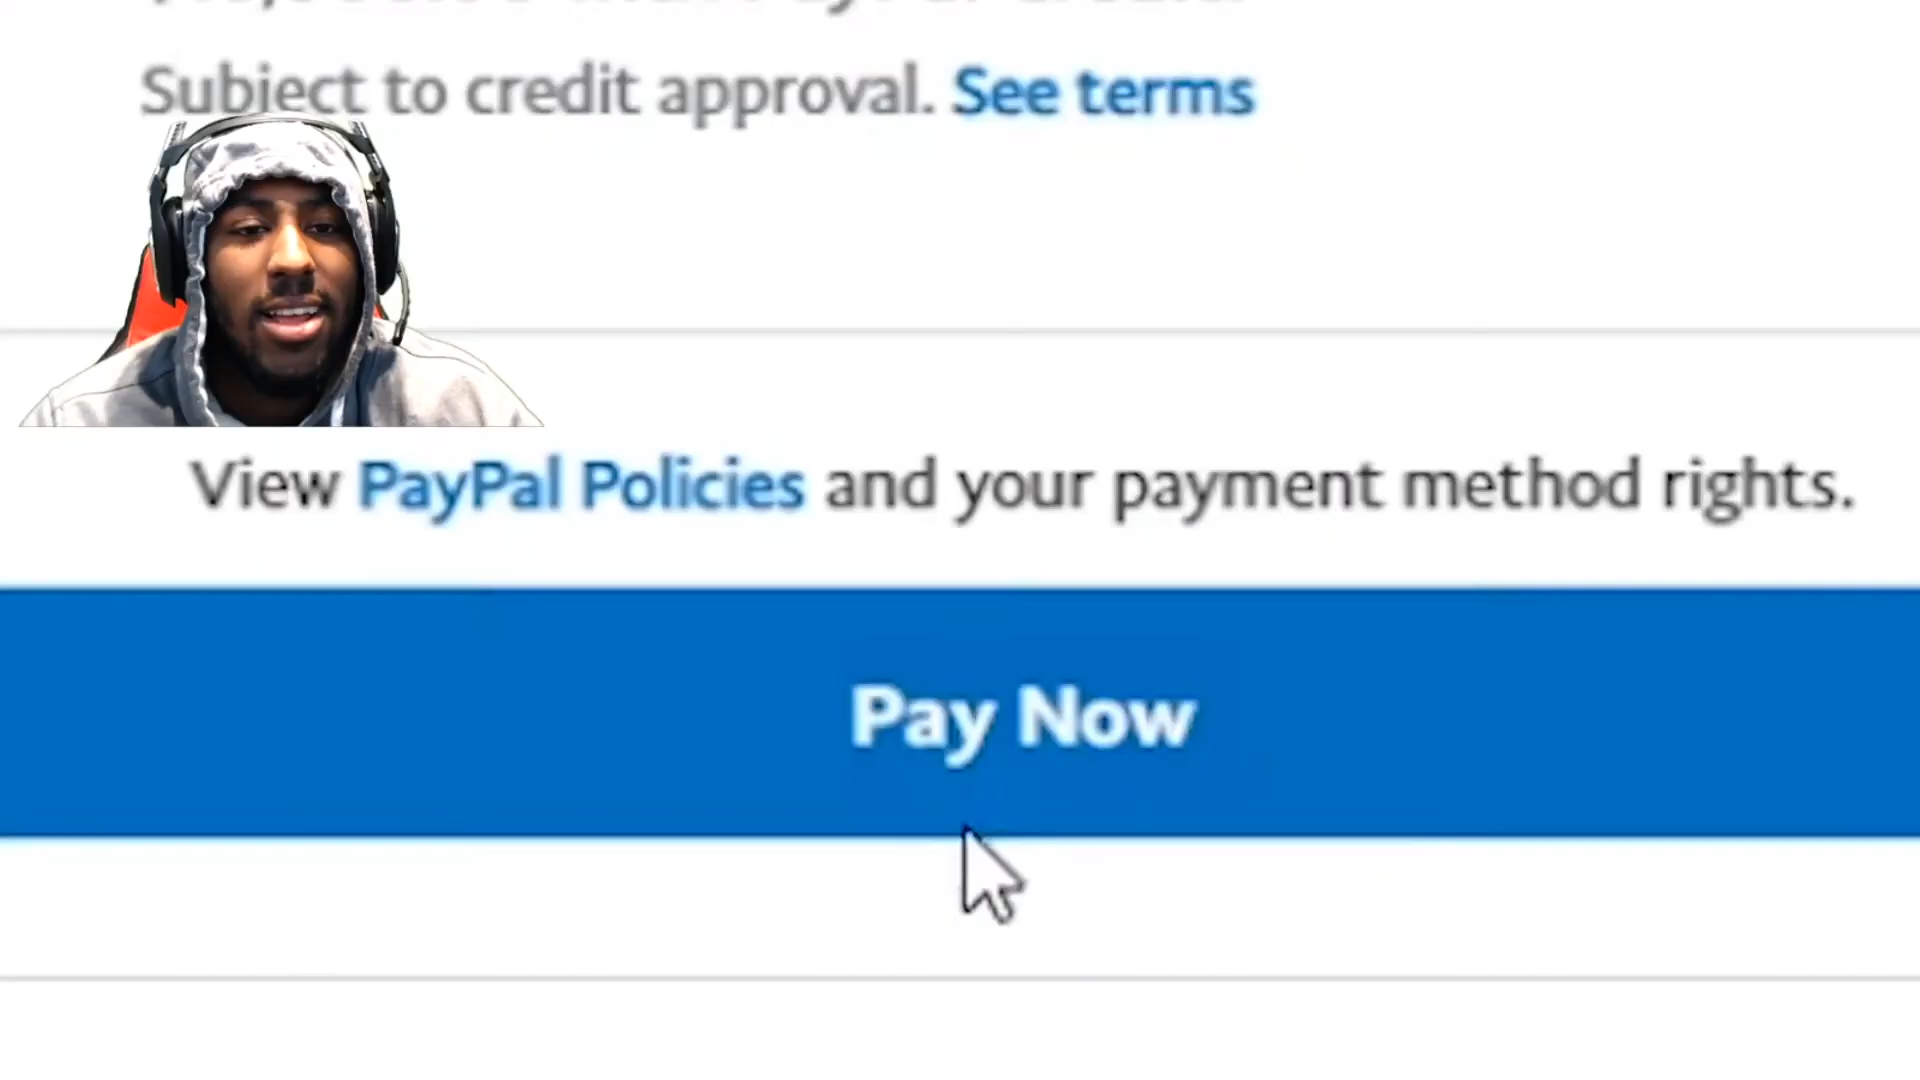 Subject to credit approval. See terms
View PayPal Policies and your payment method rights.
Pay Now